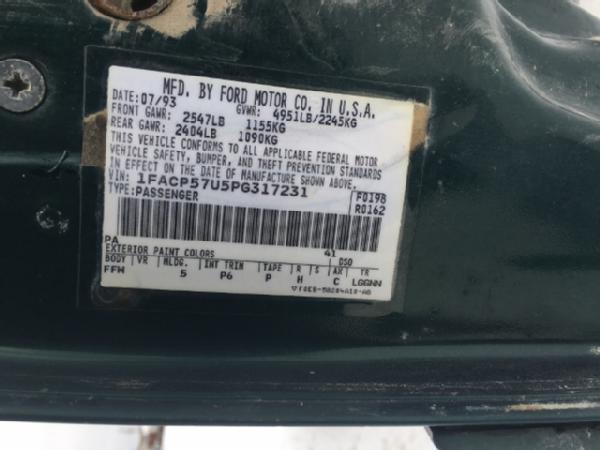 MFD. BY FORD MOTOR CO. IN U.S.A.
DATE: 07/93 GVWR: 4951LB/2245KG
FRONT GAWR: 2547LB 1155KG
REAR GAWR: 2404LB 1090KG
THIS VEHICLE CONFORMS TO ALL APPLICABLE FEDERAL MOTOR
VEHICLE SAFETY, BUMPER, AND THEFT PREVENTION STANDARDS
IN EFFECT ON THE DATE OF MANUFACTURE SHOWN ABOVE.
VIN: 1FACP57U5PG317231 F0198
TYPE: PASSENGER R0162
PA 41
EXTERIOR PAINT COLORS DSO
BODY VR MLDG. INT TRIM TAPE R S AX TR
FFW 5 P6 P H C LGGNN